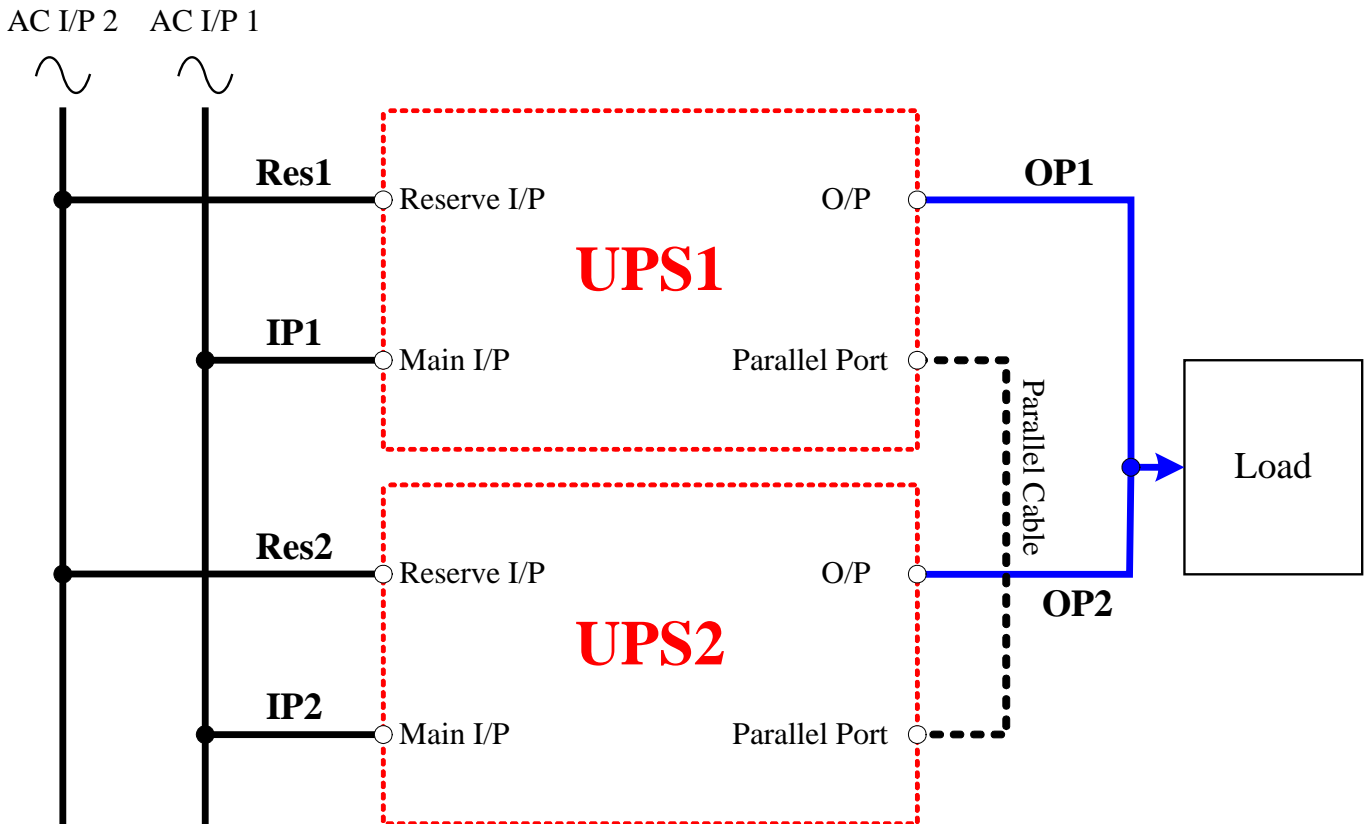 AC I/P 2 AC I/P 1
Res1
OP1
Reserve I/P
O/P
UPS1
IP1
Main I/P
Parallel Port
Parallel Cable
Load
Res2
Reserve I/P
O/P
OP2
UPS2
IP2
Main I/P
Parallel Port